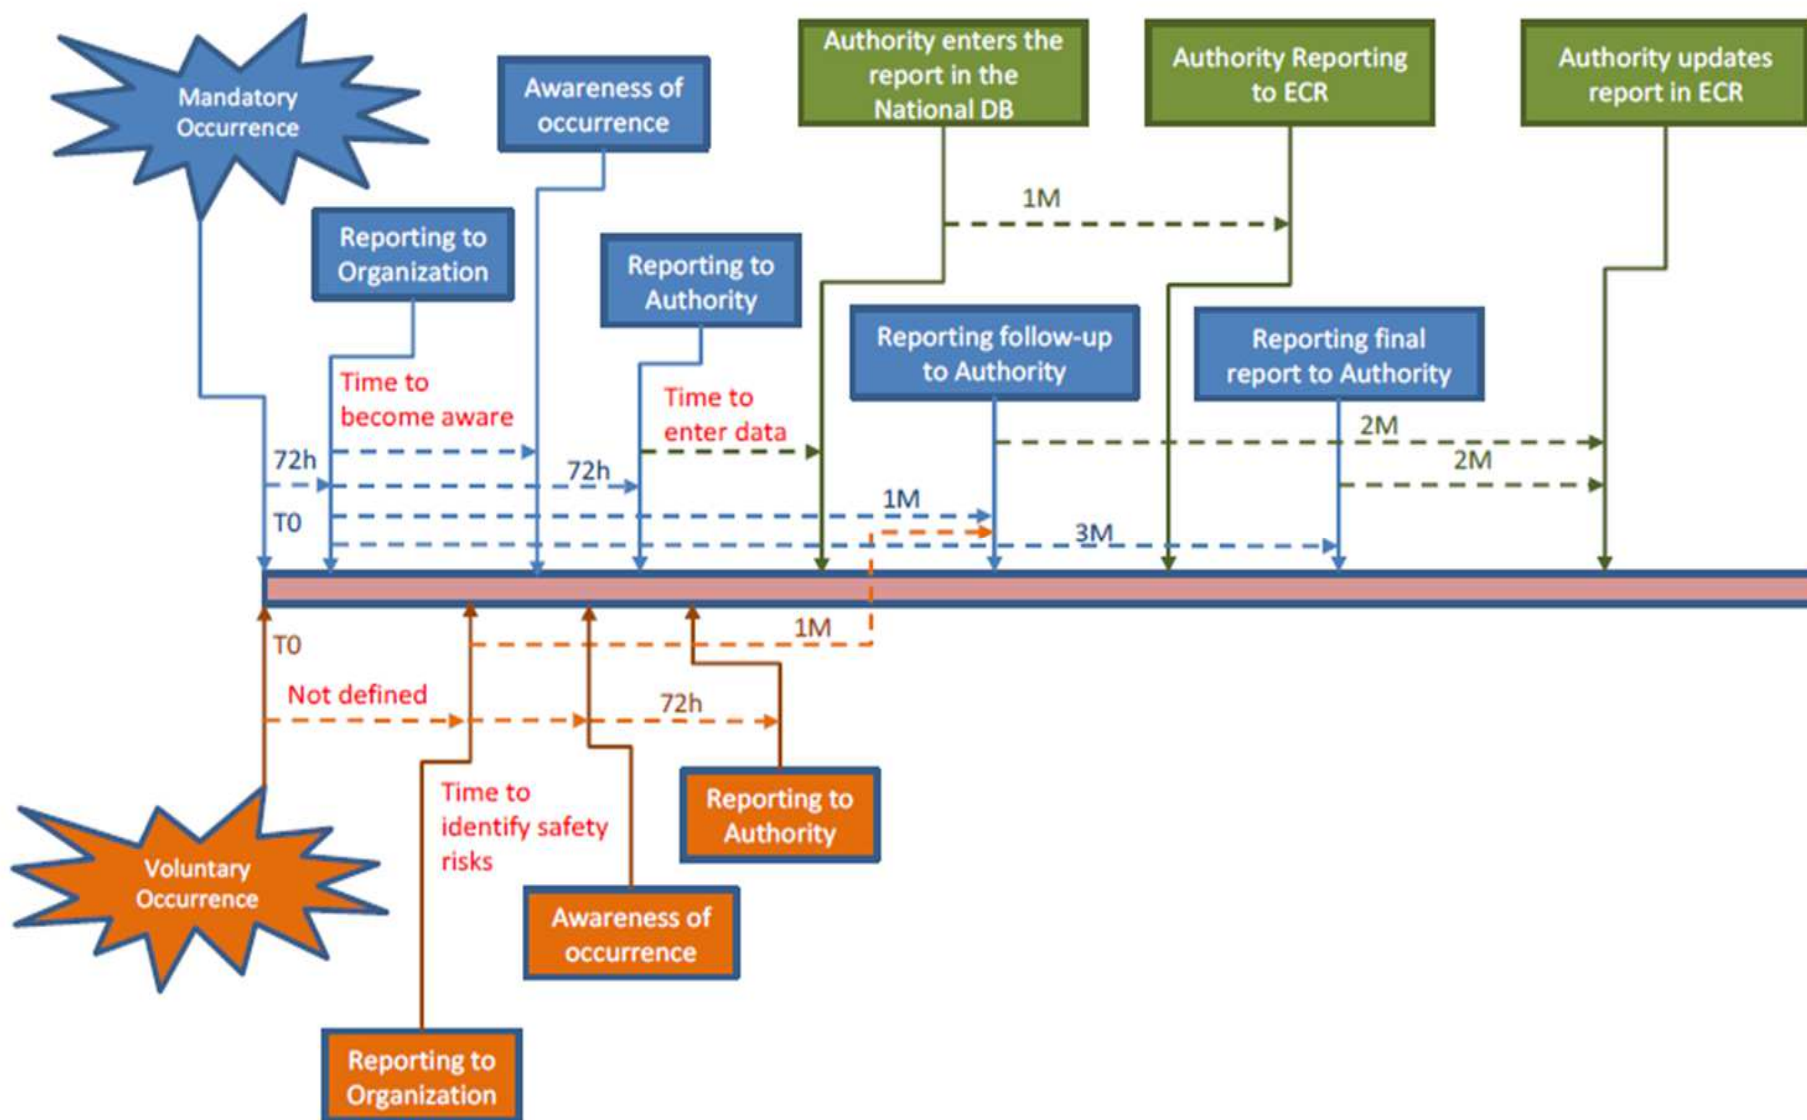 Mandatory
Occurrence
Awareness of
occurrence
Authority enters the
report in the
National DB
Authority Reporting
to ECR
Authority updates
report in ECR
1M
Reporting to
Organization
Reporting to
Authority
Reporting follow-up
to Authority
Reporting final
report to Authority
Time to
become aware
Time to
enter data
2M
72h
72h
2M
1M
T0
3M
T0
1M
Not defined
72h
Time to
identify safety
risks
Reporting to
Authority
Voluntary
Occurrence
Awareness of
occurrence
Reporting to
Organization